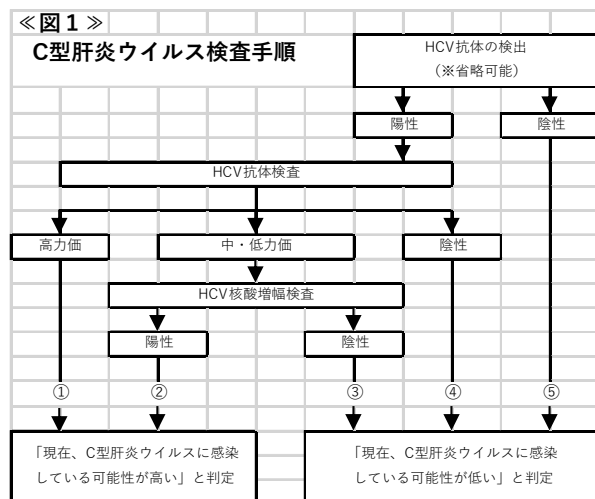 ≪図１≫
C型肝炎ウイルス検査手順
HCV抗体の検出
（※省略可能）
陽性
陰性
HCV抗体検査
高力価
中・低力価
陰性
HCV核酸増幅検査
陽性
陰性
①
②
③
④
⑤
「現在、C型肝炎ウイルスに感染
している可能性が高い」と判定
「現在、C型肝炎ウイルスに感染
している可能性が低い」と判定